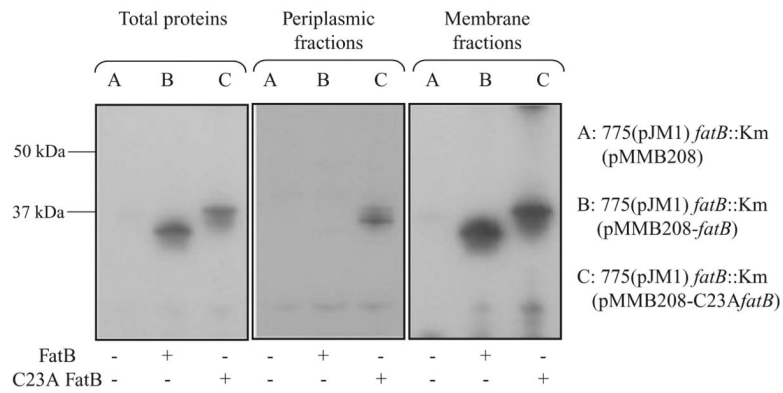 Total proteins
Periplasmic
fractions
Membrane
fractions
A B C A B C A B C
50 kDa
37 kDa
A: 775(pJM1) fatB::Km
(pMMB208)
B: 775(pJM1) fatB::Km
(pMMB208-fatB)
C: 775(pJM1) fatB::Km
(pMMB208-C23AfatB)
FatB - + - - + - - + -
C23A FatB - - + - - + - - +